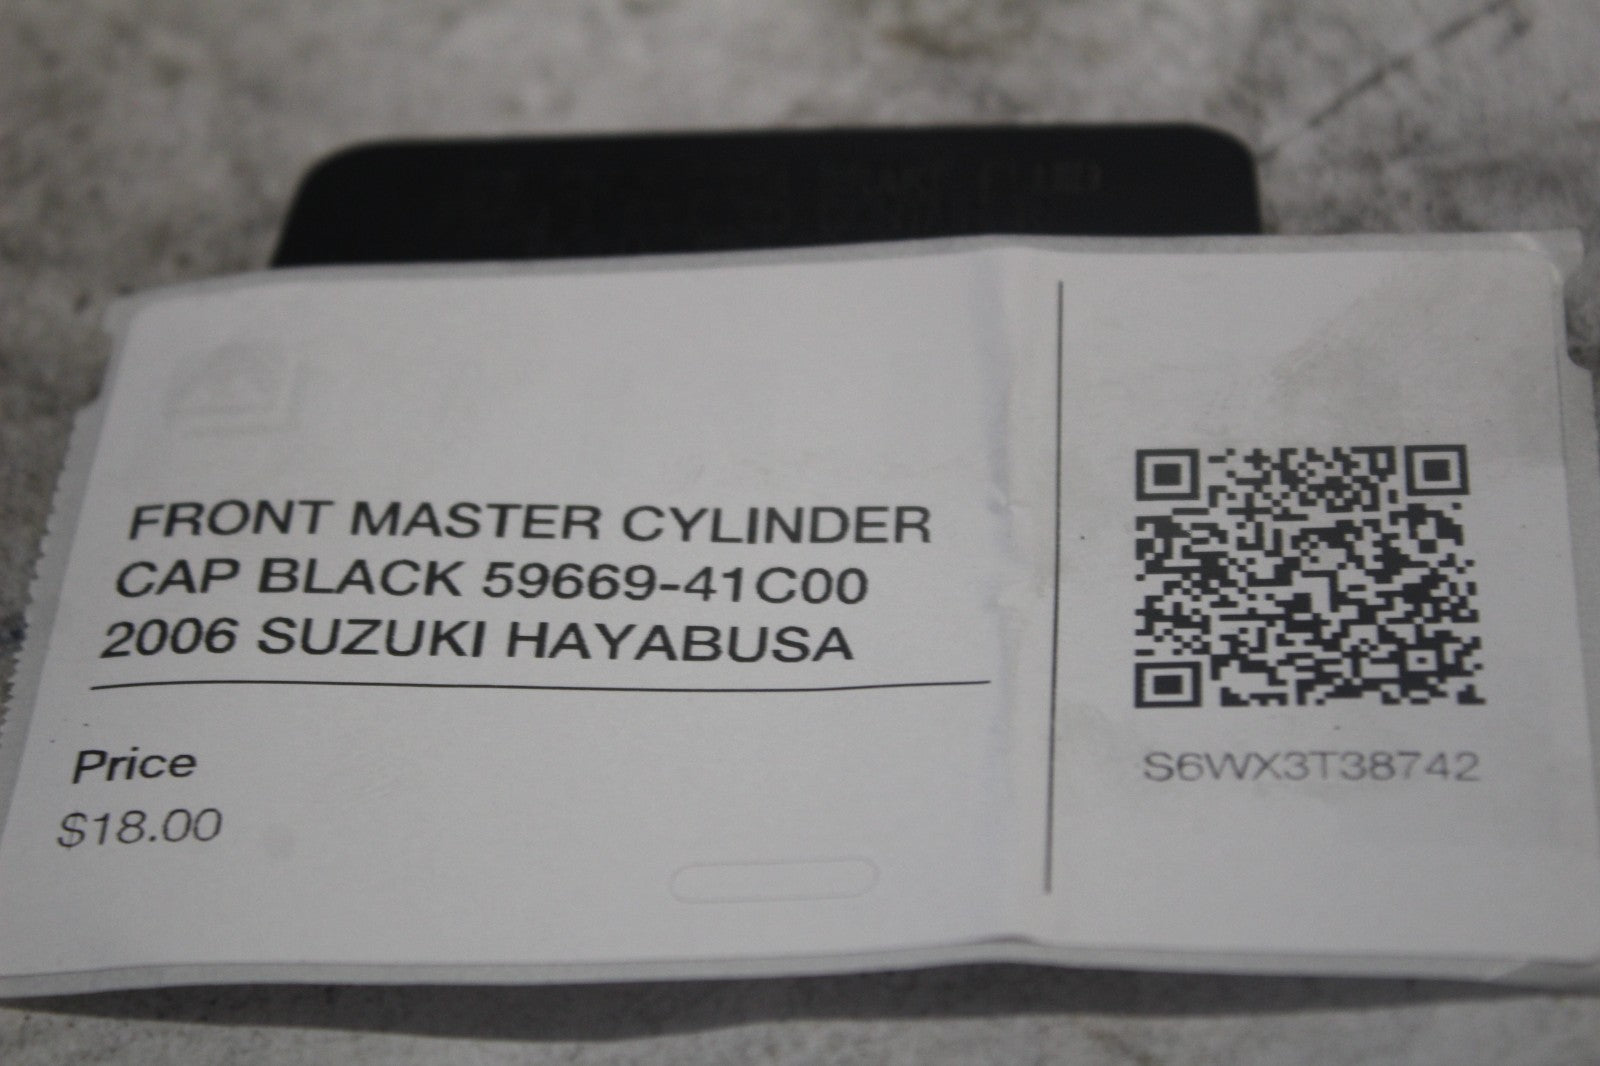 FRONT MASTER CYLINDER
CAP BLACK 59669-41C00
2006 SUZUKI HAYABUSA
Price
$18.00
S6WX3T38742